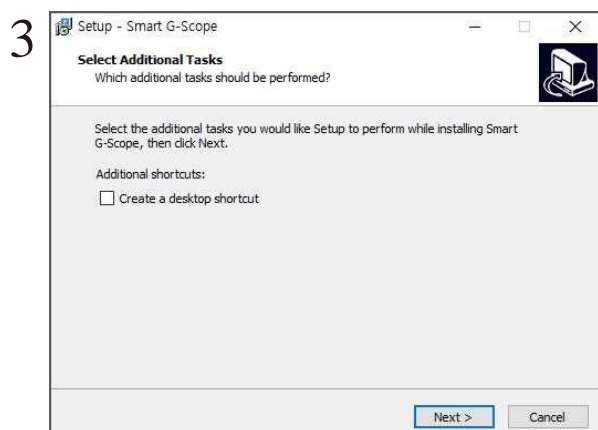 3
Setup - Smart G-Scope
Select Additional Tasks
Which additional tasks should be performed?
Select the additional tasks you would like Setup to perform while installing Smart
G-Scope, then click Next.
Additional shortcuts:
Create a desktop shortcut
Next >
Cancel